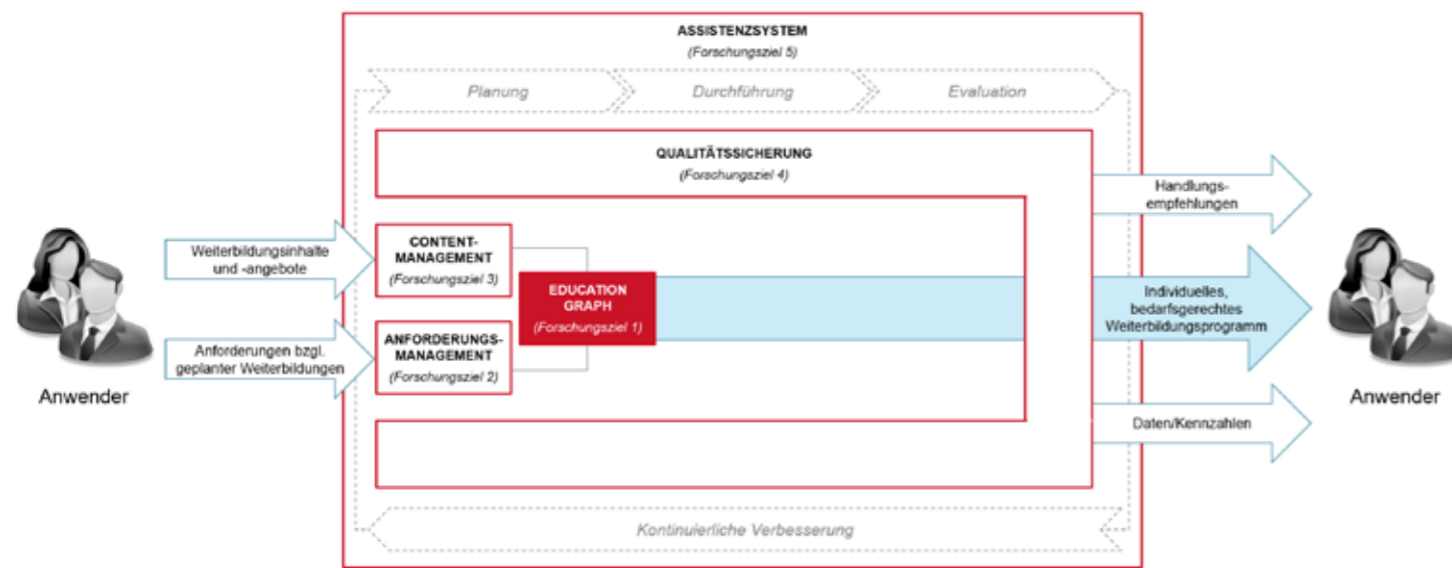 ASSISTENZSYSTEM
(Forschungsziel 5)
Planung
Durchführung
Evaluation
QUALITÄTSSICHERUNG
(Forschungsziel 4)
Weiterbildungsinhalte
und -angebote
CONTENT-
MANAGEMENT
(Forschungsziel 3)
EDUCATION
GRAPH
(Forschungsziel 1)
Anforderungen bzgl.
geplanter Weiterbildungen
ANFORDERUNGS-
MANAGEMENT
(Forschungsziel 2)
Anwender
Handlungs-
empfehlungen
Individuelles,
bedarfsgerechtes
Weiterbildungsprogramm
Daten/Kennzahlen
Anwender
Kontinuierliche Verbesserung